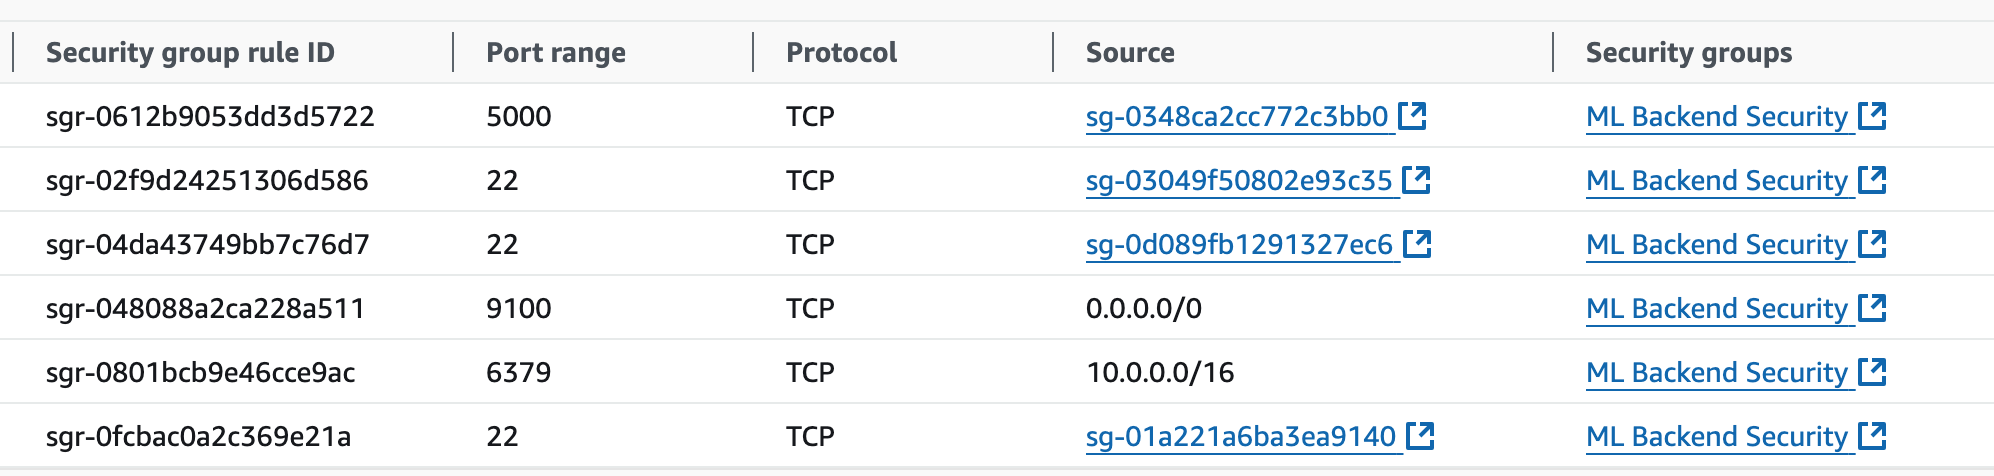 Security group rule ID Port range Protocol Source Security groups
sgr-0612b9053dd3d5722 5000 TCP sg-0348ca2cc772c3bb0 ML Backend Security
sgr-02f9d24251306d586 22 TCP sg-03049f50802e93c35 ML Backend Security
sgr-04da43749bb7c76d7 22 TCP sg-0d089fb1291327ec6 ML Backend Security
sgr-048088a2ca228a511 9100 TCP 0.0.0.0/0 ML Backend Security
sgr-0801bcb9e46cce9ac 6379 TCP 10.0.0.0/16 ML Backend Security
sgr-0fcbac0a2c369e21a 22 TCP sg-01a221a6ba3ea9140 ML Backend Security